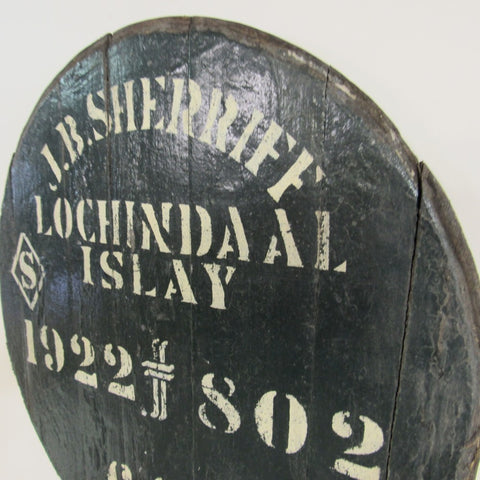 J.B.SHERRIFF
LOCHINDAAL
ISLAY
S
1922 802